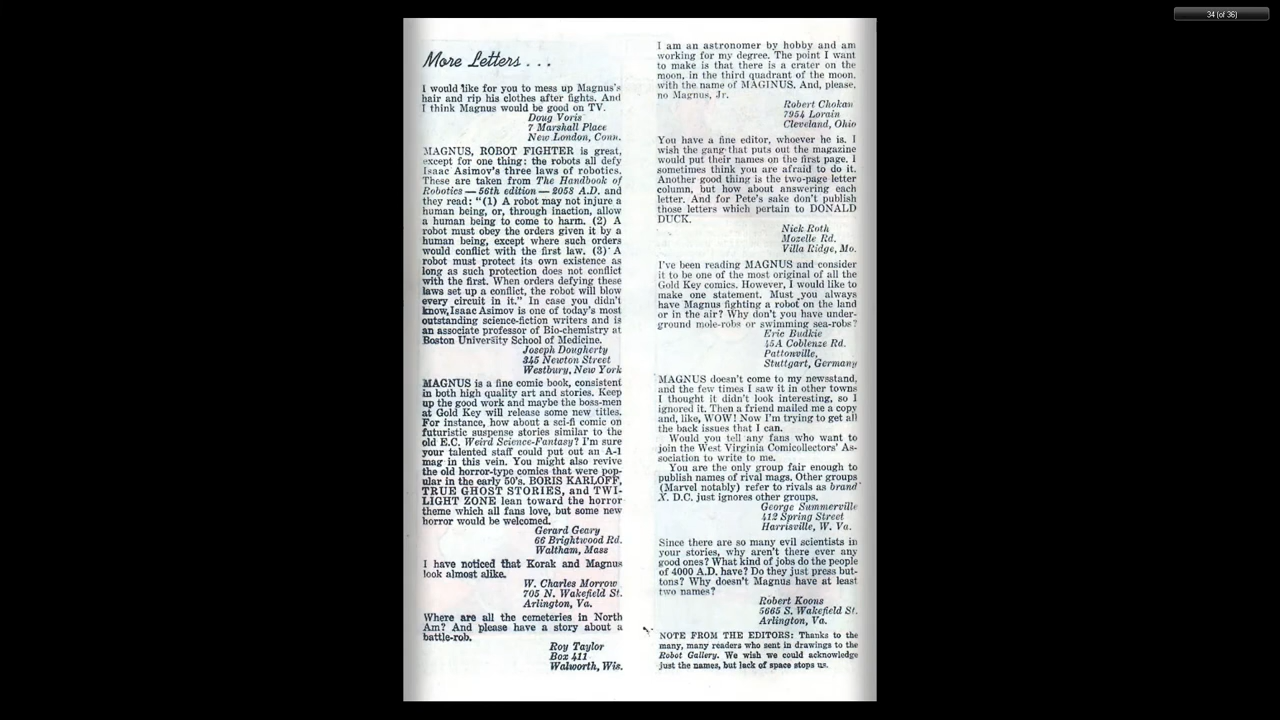 34 (of 36)
More Letters . . .
I would like for you to mess up Magnus's
hair and rip his clothes after fights. And
I think Magnus would be good on TV.
Doug Voris
7 Marshall Place
New London, Conn.
MAGNUS, ROBOT FIGHTER is great,
except for one thing: the robots all defy
Isaac Asimov's three laws of robotics.
These are taken from The Handbook of
Robotics — 56th edition — 2058 A.D. and
they read: "(1) A robot may not injure a
human being, or, through inaction, allow
a human being to come to harm. (2) A
robot must obey the orders given it by a
human being, except where such orders
would conflict with the first law. (3) A
robot must protect its own existence as
long as such protection does not conflict
with the first. When orders defying these
laws set up a conflict, the robot will blow
every circuit in it." In case you didn't
know, Isaac Asimov is one of today's most
outstanding science-fiction writers and is
an associate professor of Bio-chemistry at
Boston University School of Medicine.
Joseph Dougherty
345 Newton Street
Westbury, New York
MAGNUS is a fine comic book, consistent
in both high quality art and stories. Keep
up the good work and maybe the boss-men
at Gold Key will release some new titles.
For instance, how about a sci-fi comic on
futuristic suspense stories similar to the
old E.C. Weird Science-Fantasy? I'm sure
your talented staff could put out an A-1
mag in this vein. You might also revive
the old horror-type comics that were pop-
ular in the early 50's. BORIS KARLOFF,
TRUE GHOST STORIES, and TWI-
LIGHT ZONE lean toward the horror
theme which all fans love, but some new
horror would be welcomed.
Gerard Geary
66 Brightwood Rd.
Waltham, Mass
I have noticed that Korak and Magnus
look almost alike.
W. Charles Morrow
705 N. Wakefield St.
Arlington, Va.
Where are all the cemeteries in North
Am? And please have a story about a
battle-rob.
Roy Taylor
Box 411
Walworth, Wis.
I am an astronomer by hobby and am
working for my degree. The point I want
to make is that there is a crater on the
moon, in the third quadrant of the moon,
with the name of MAGINUS. And, please,
no Magnus, Jr.
Robert Chokan
7954 Lorain
Cleveland, Ohio
You have a fine editor, whoever he is. I
wish the gang that puts out the magazine
would put their names on the first page. I
sometimes think you are afraid to do it.
Another good thing is the two-page letter
column, but how about answering each
letter. And for Pete's sake don't publish
those letters which pertain to DONALD
DUCK.
Nick Roth
Mozelle Rd.
Villa Ridge, Mo.
I've been reading MAGNUS and consider
it to be one of the most original of all the
Gold Key comics. However, I would like to
make one statement. Must you always
have Magnus fighting a robot on the land
or in the air? Why don't you have under-
ground mole-robs or swimming sea-robs?
Eric Budkie
45A Coblenze Rd.
Pattonville,
Stuttgart, Germany
MAGNUS doesn't come to my newsstand,
and the few times I saw it in other towns
I thought it didn't look interesting, so I
ignored it. Then a friend mailed me a copy
and, like, WOW! Now I'm trying to get all
the back issues that I can.
Would you tell any fans who want to
join the West Virginia Comicollectors' As-
sociation to write to me.
You are the only group fair enough to
publish names of rival mags. Other groups
(Marvel notably) refer to rivals as brand
X. D.C. just ignores other groups.
George Summerville
412 Spring Street
Harrisville, W. Va.
Since there are so many evil scientists in
your stories, why aren't there ever any
good ones? What kind of jobs do the people
of 4000 A.D. have? Do they just press but-
tons? Why doesn't Magnus have at least
two names?
Robert Koons
5665 S. Wakefield St.
Arlington, Va.
NOTE FROM THE EDITORS: Thanks to the
many, many readers who sent in drawings to the
Robot Gallery. We wish we could acknowledge
just the names, but lack of space stops us.